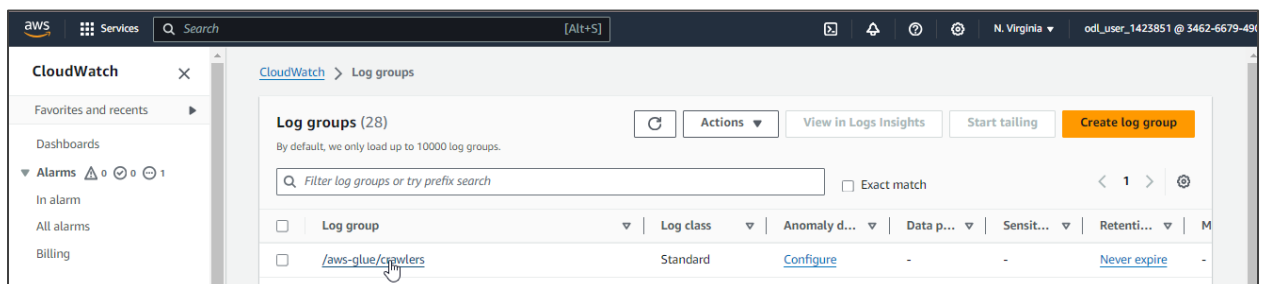 aws Services Search [Alt+S] N. Virginia odl_user_1423851 @ 3462-6679-49
CloudWatch
Favorites and recents
Dashboards
Alarms 0 0 1
In alarm
All alarms
Billing
CloudWatch > Log groups
Log groups (28) Actions View in Logs Insights Start tailing Create log group
By default, we only load up to 10000 log groups.
Filter log groups or try prefix search Exact match < 1 >
Log group Log class Anomaly d... Data p... Sensit... Retenti... M
/aws-glue/crawlers Standard Configure - - Never expire -